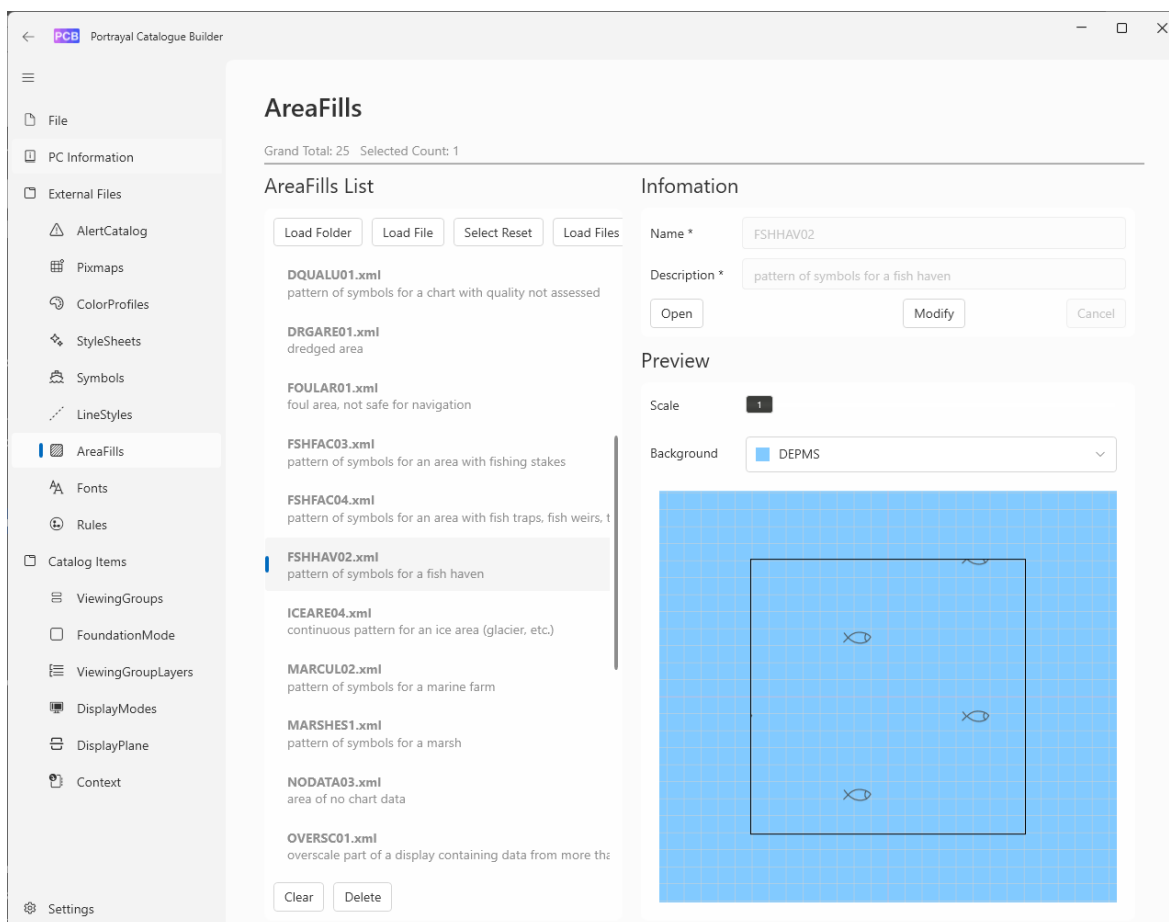 PCB Portrayal Catalogue Builder
File
PC Information
External Files
AlertCatalog
Pixmaps
ColorProfiles
StyleSheets
Symbols
LineStyles
AreaFills
Fonts
Rules
Catalog Items
ViewingGroups
FoundationMode
ViewingGroupLayers
DisplayModes
DisplayPlane
Context
Settings
AreaFills
Grand Total: 25 Selected Count: 1
AreaFills List
Load Folder Load File Select Reset Load Files
DQUALU01.xml
pattern of symbols for a chart with quality not assessed
DRGARE01.xml
dredged area
FOULAR01.xml
foul area, not safe for navigation
FSHFAC03.xml
pattern of symbols for an area with fishing stakes
FSHFAC04.xml
pattern of symbols for an area with fish traps, fish weirs, t
FSHHAV02.xml
pattern of symbols for a fish haven
ICEARE04.xml
continuous pattern for an ice area (glacier, etc.)
MARCUL02.xml
pattern of symbols for a marine farm
MARSHES1.xml
pattern of symbols for a marsh
NODATA03.xml
area of no chart data
OVERSC01.xml
overscale part of a display containing data from more tha
Clear Delete
Infomation
Name * FSHHAV02
Description * pattern of symbols for a fish haven
Open Modify Cancel
Preview
Scale 1
Background DEPMS